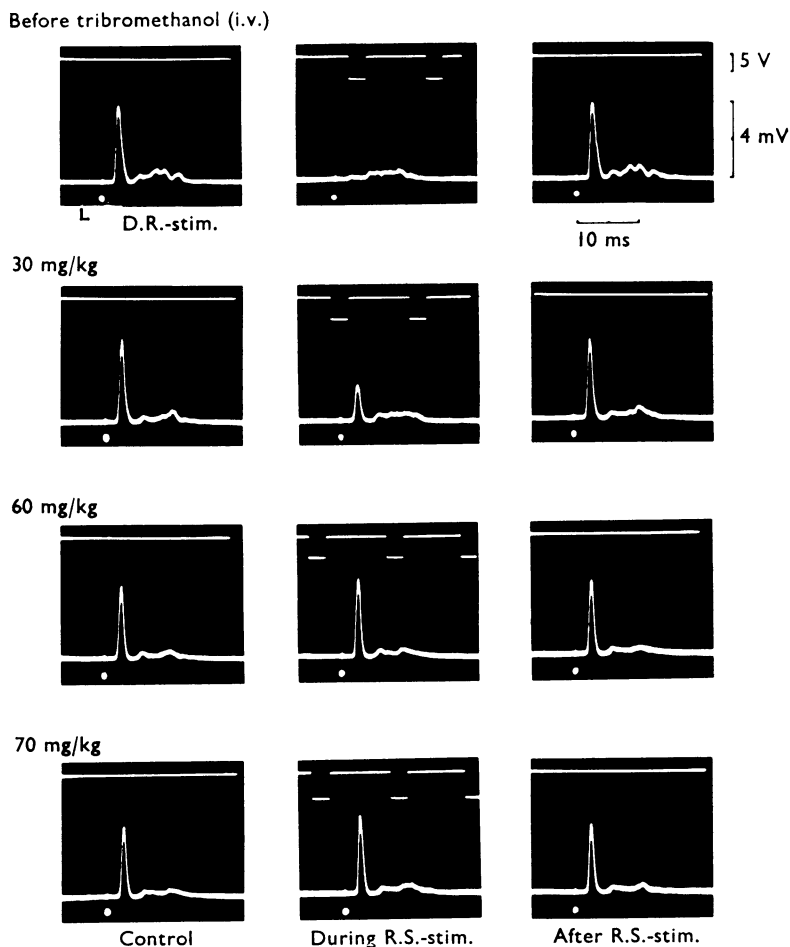 Before tribromethanol (i.v.)
5 V
4 mV
L D.R.-stim.
10 ms
30 mg/kg
60 mg/kg
70 mg/kg
Control During R.S.-stim. After R.S.-stim.